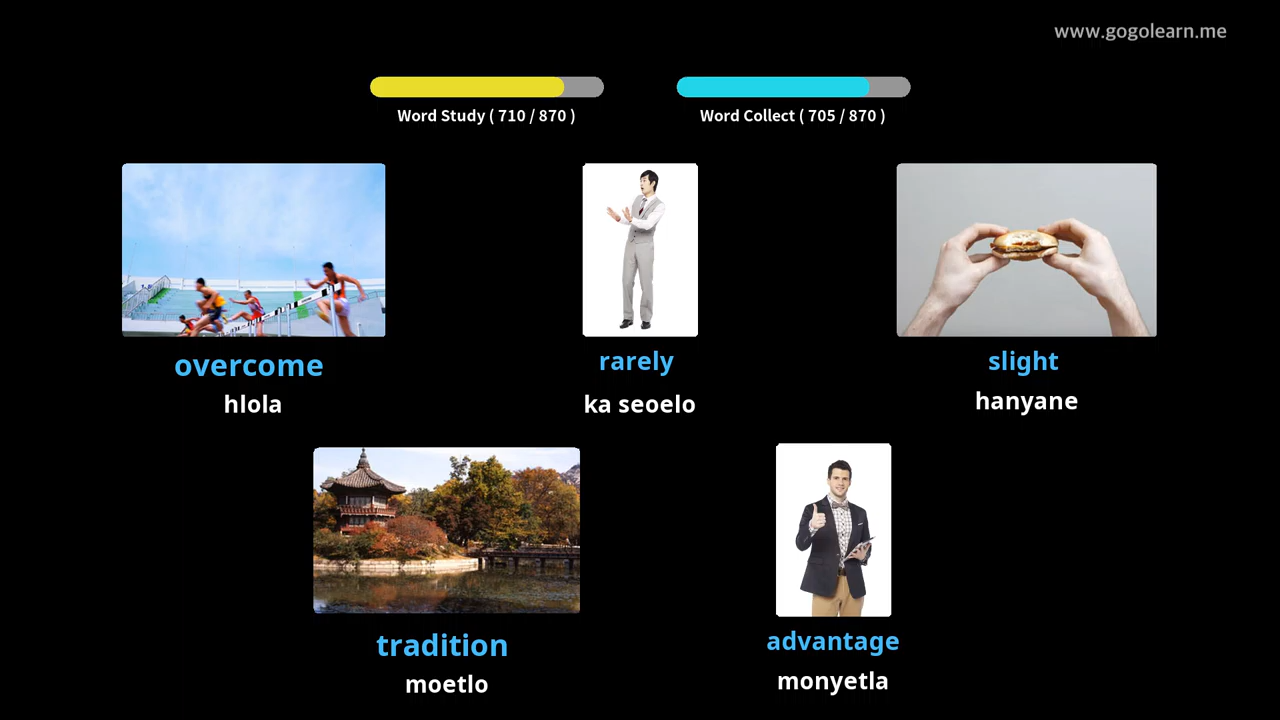 www.gogolearn.me
Word Study ( 710 / 870 )
Word Collect ( 705 / 870 )
overcome
hlola
rarely
ka seoelo
slight
hanyane
tradition
moetlo
advantage
monyetla